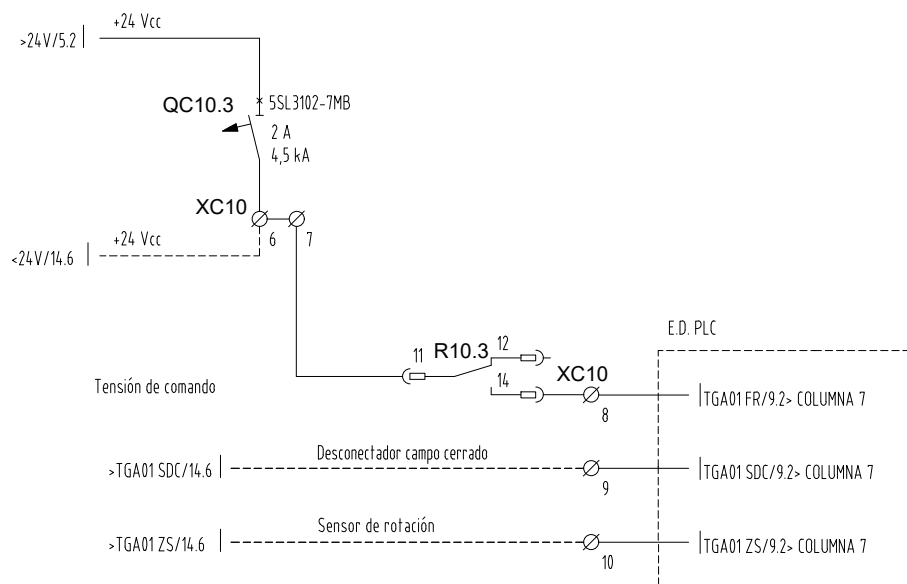 +24 Vcc
>24V/5.2
QC10.3
5SL3102-7MB
2 A
4,5 kA
XC10
6
7
+24 Vcc
<24V/14.6
E.D. PLC
11
R10.3
12
14
XC10
8
Tensión de comando
TGA01 FR/9.2> COLUMNA 7
Desconectador campo cerrado
>TGA01 SDC/14.6
9
TGA01 SDC/9.2> COLUMNA 7
Sensor de rotación
>TGA01 ZS/14.6
10
TGA01 ZS/9.2> COLUMNA 7